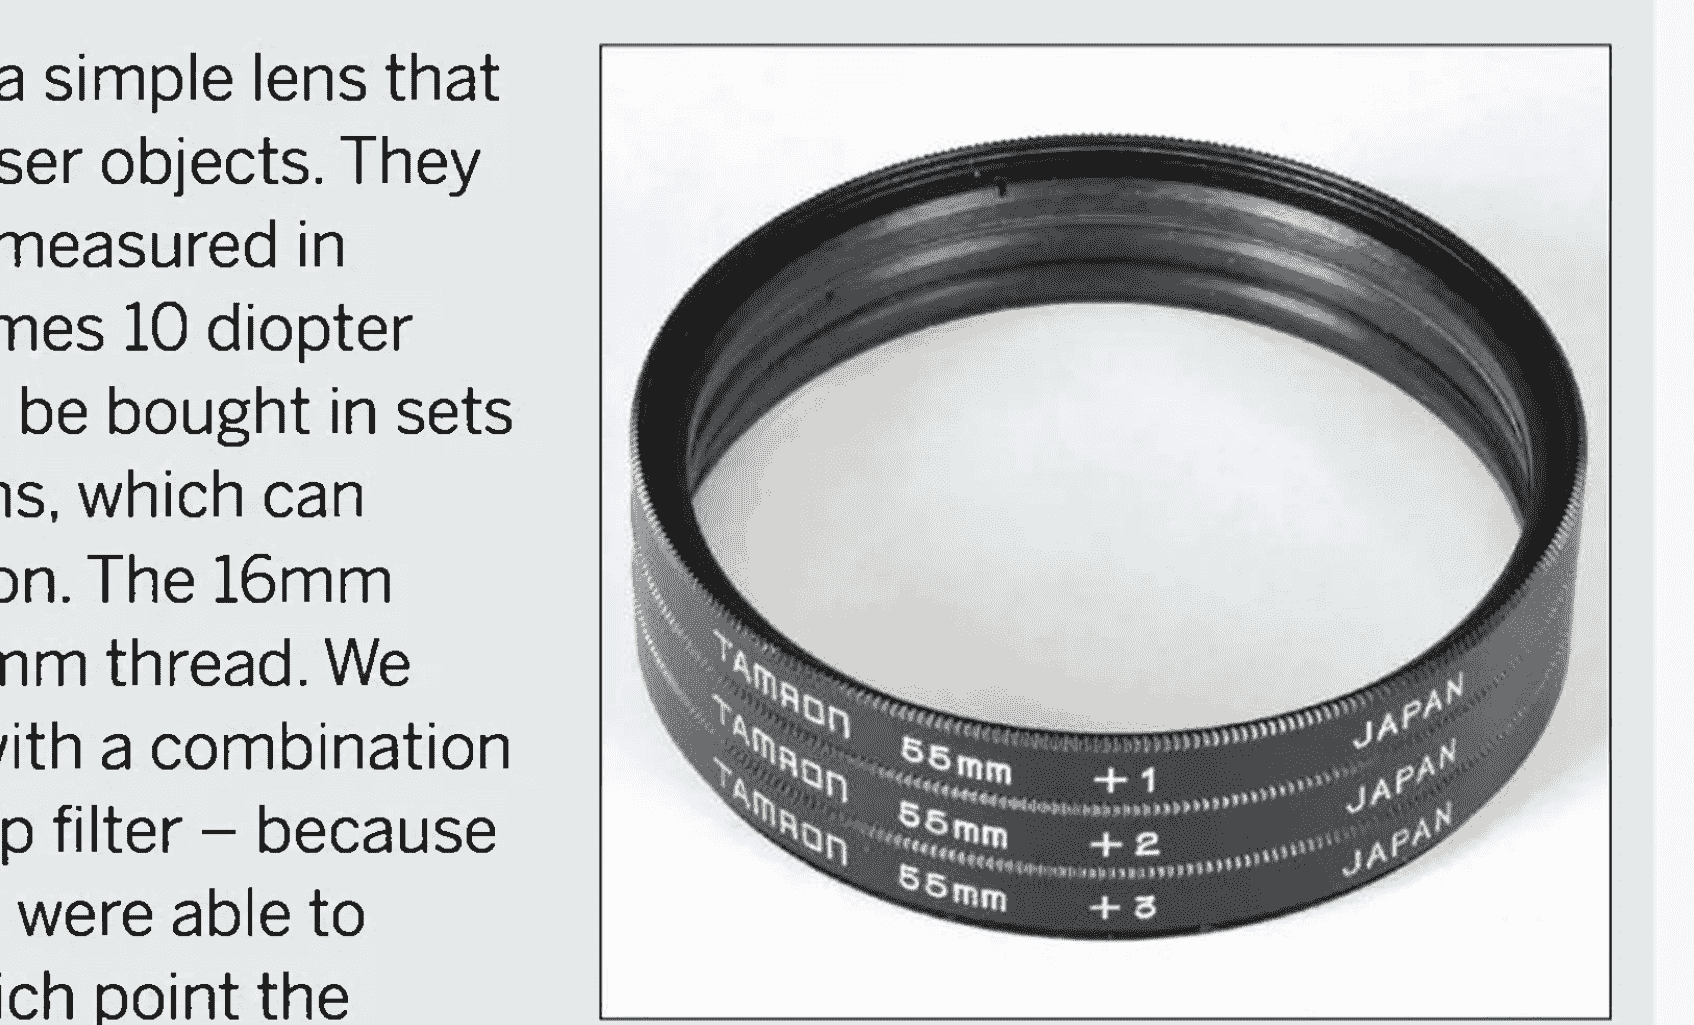 a simple lens that
ser objects. They
measured in
mes 10 diopter
be bought in sets
ns, which can
on. The 16mm
mm thread. We
with a combination
p filter – because
were able to
ich point the
TAMRON 55mm +1 JAPAN
TAMRON 55mm +2 JAPAN
TAMRON 55mm +3 JAPAN